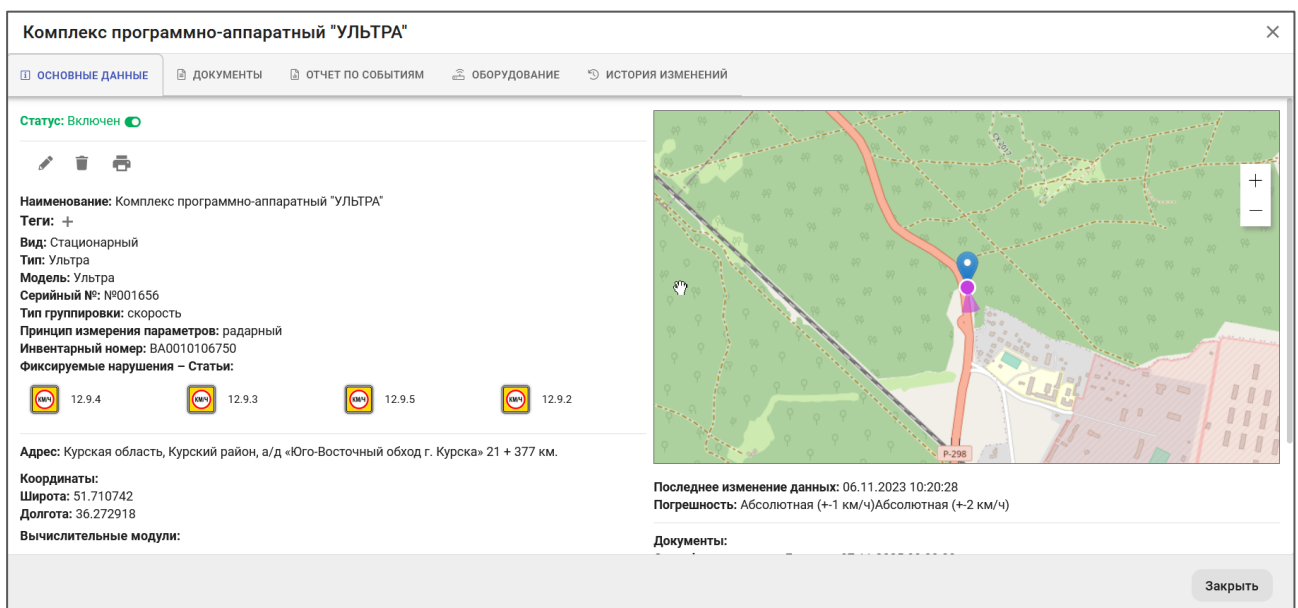 Комплекс программно-аппаратный "УЛЬТРА"
ОСНОВНЫЕ ДАННЫЕ ДОКУМЕНТЫ ОТЧЕТ ПО СОБЫТИЯМ ОБОРУДОВАНИЕ ИСТОРИЯ ИЗМЕНЕНИЙ
Статус: Включен
Наименование: Комплекс программно-аппаратный "УЛЬТРА"
Теги: +
Вид: Стационарный
Тип: Ультра
Модель: Ультра
Серийный №: №001656
Тип группировки: скорость
Принцип измерения параметров: радарный
Инвентарный номер: ВА0010106750
Фиксируемые нарушения – Статьи:
КМ/Ч 12.9.4 КМ/Ч 12.9.3 КМ/Ч 12.9.5 КМ/Ч 12.9.2
Адрес: Курская область, Курский район, а/д «Юго-Восточный обход г. Курска» 21 + 377 км.
Координаты:
Широта: 51.710742
Долгота: 36.272918
Вычислительные модули:
+
−
Р-298
Последнее изменение данных: 06.11.2023 10:20:28
Погрешность: Абсолютная (+-1 км/ч)Абсолютная (+-2 км/ч)
Документы:
Закрыть